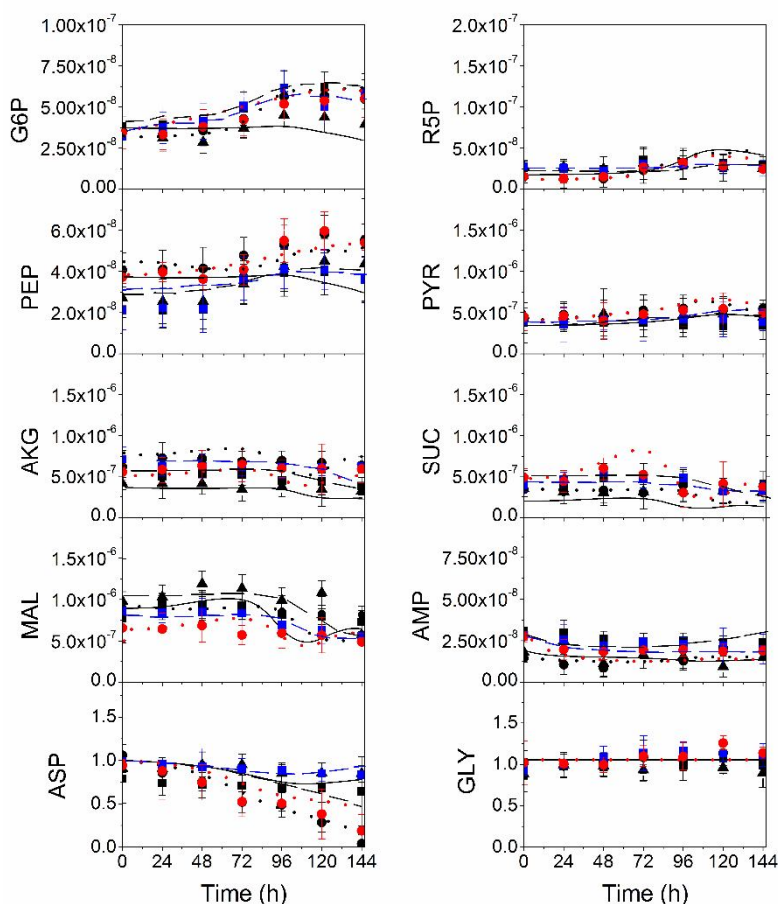 1.00x10⁻⁷
7.50x10⁻⁸
5.00x10⁻⁸
2.50x10⁻⁸
0.00
G6P
2.0x10⁻⁷
1.5x10⁻⁷
1.0x10⁻⁷
5.0x10⁻⁸
0.0
R5P
6.0x10⁻⁸
4.0x10⁻⁸
2.0x10⁻⁸
0.0
PEP
1.5x10⁻⁶
1.0x10⁻⁶
5.0x10⁻⁷
0.0
PYR
1.5x10⁻⁶
1.0x10⁻⁶
5.0x10⁻⁷
0.0
AKG
1.5x10⁻⁶
1.0x10⁻⁶
5.0x10⁻⁷
0.0
SUC
1.5x10⁻⁶
1.0x10⁻⁶
5.0x10⁻⁷
0.0
MAL
7.5x10⁻⁸
5.0x10⁻⁸
2.5x10⁻⁸
0.0
AMP
1.5
1.0
0.5
0.0
ASP
1.5
1.0
0.5
0.0
GLY
0 24 48 72 96 120 144
0 24 48 72 96 120 144
Time (h)
Time (h)